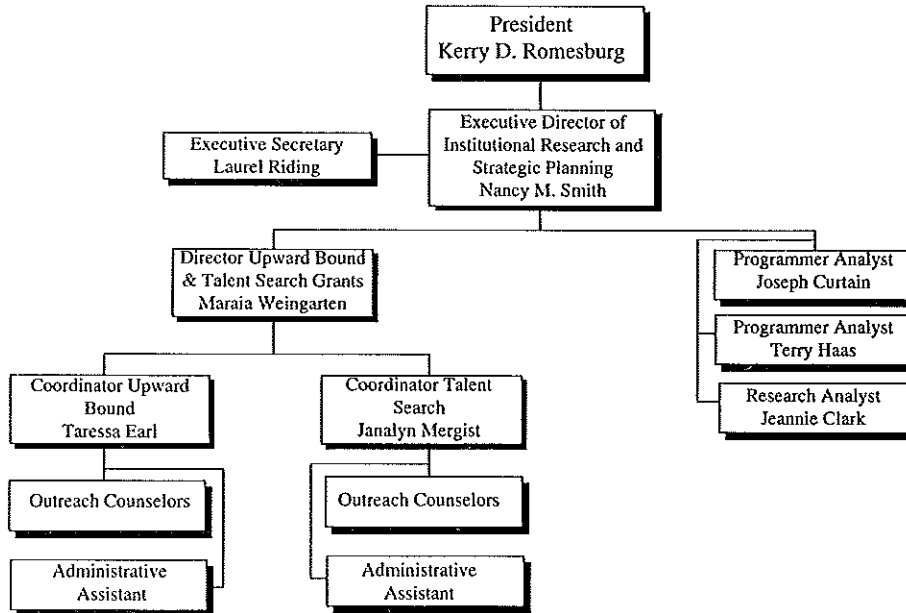 President
Kerry D. Romesburg
Executive Director of
Institutional Research and
Strategic Planning
Nancy M. Smith
Executive Secretary
Laurel Riding
Director Upward Bound
& Talent Search Grants
Maraia Weingarten
Programmer Analyst
Joseph Curtain
Programmer Analyst
Terry Haas
Research Analyst
Jeannie Clark
Coordinator Upward
Bound
Taressa Earl
Coordinator Talent
Search
Janalyn Mergist
Outreach Counselors
Outreach Counselors
Administrative
Assistant
Administrative
Assistant